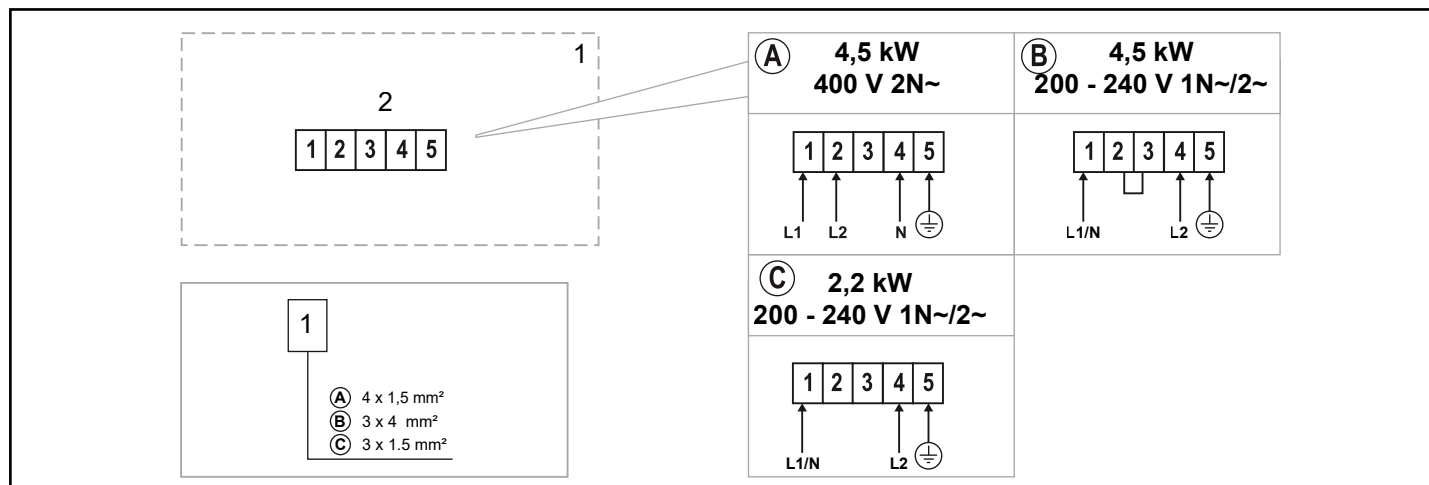 1
2
1 2 3 4 5
1
A 4 x 1,5 mm²
B 3 x 4 mm²
C 3 x 1.5 mm²
A 4,5 kW
400 V 2N~
1 2 3 4 5
L1 L2 N
B 4,5 kW
200 - 240 V 1N~/2~
1 2 3 4 5
L1/N L2
C 2,2 kW
200 - 240 V 1N~/2~
1 2 3 4 5
L1/N L2